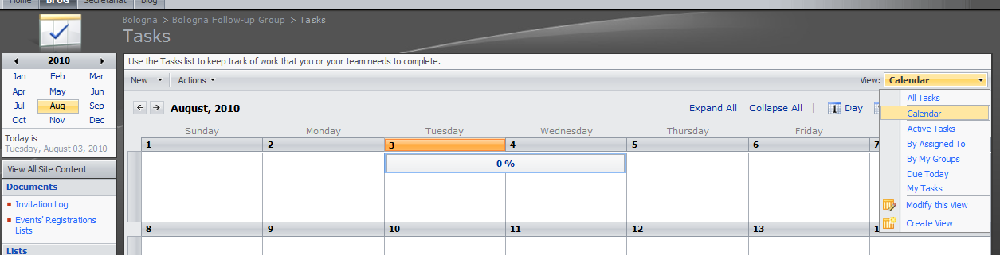 Home BFUG Secretariat Blog
Bologna > Bologna Follow-up Group > Tasks
Tasks
2010
Jan Feb Mar
Apr May Jun
Jul Aug Sep
Oct Nov Dec
Today is
Tuesday, August 03, 2010
View All Site Content
Documents
Invitation Log
Events' Registrations
Lists
Lists
Use the Tasks list to keep track of work that you or your team needs to complete.
New Actions View: Calendar
August, 2010 Expand All Collapse All Day
Sunday Monday Tuesday Wednesday Thursday Friday
1 2 3 4 5 6 7
0 %
8 9 10 11 12 13
All Tasks
Calendar
Active Tasks
By Assigned To
By My Groups
Due Today
My Tasks
Modify this View
Create View